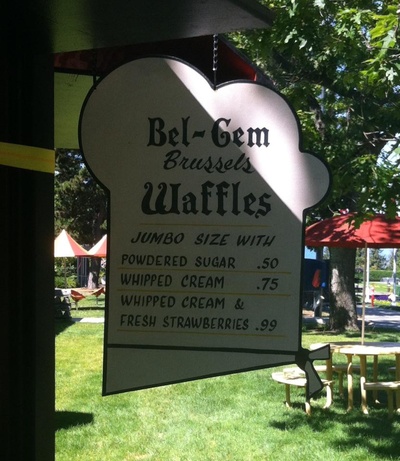 Bel-Gem
Brussels
Waffles
JUMBO SIZE WITH
POWDERED SUGAR .50
WHIPPED CREAM .75
WHIPPED CREAM &
FRESH STRAWBERRIES .99